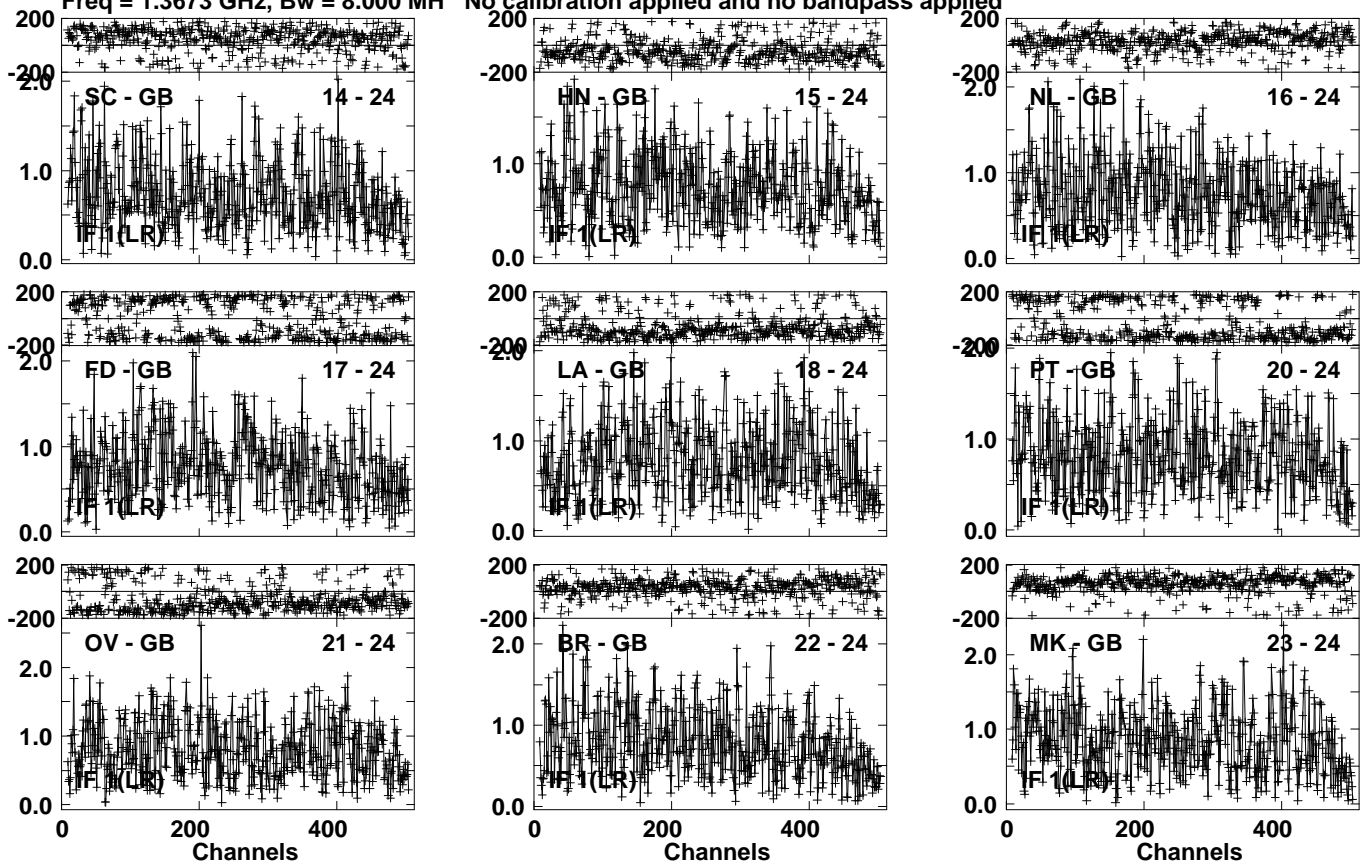 Freq = 1.3673 GHz, Bw = 8.000 MH No calibration applied and no bandpass applied
200
-200
2.0
1.0
0.0
SC - GB 14 - 24
IF 1(LR)
200
-200
2.0
1.0
0.0
HN - GB 15 - 24
IF 1(LR)
200
-200
2.0
1.0
0.0
NL - GB 16 - 24
IF 1(LR)
200
-200
2.0
1.0
0.0
FD - GB 17 - 24
IF 1(LR)
200
-200
2.0
1.0
0.0
LA - GB 18 - 24
IF 1(LR)
200
-200
2.0
1.0
0.0
PT - GB 20 - 24
IF 1(LR)
200
-200
2.0
1.0
0.0
OV - GB 21 - 24
IF 1(LR)
0 200 400
Channels
200
-200
2.0
1.0
0.0
BR - GB 22 - 24
IF 1(LR)
0 200 400
Channels
200
-200
2.0
1.0
0.0
MK - GB 23 - 24
IF 1(LR)
0 200 400
Channels